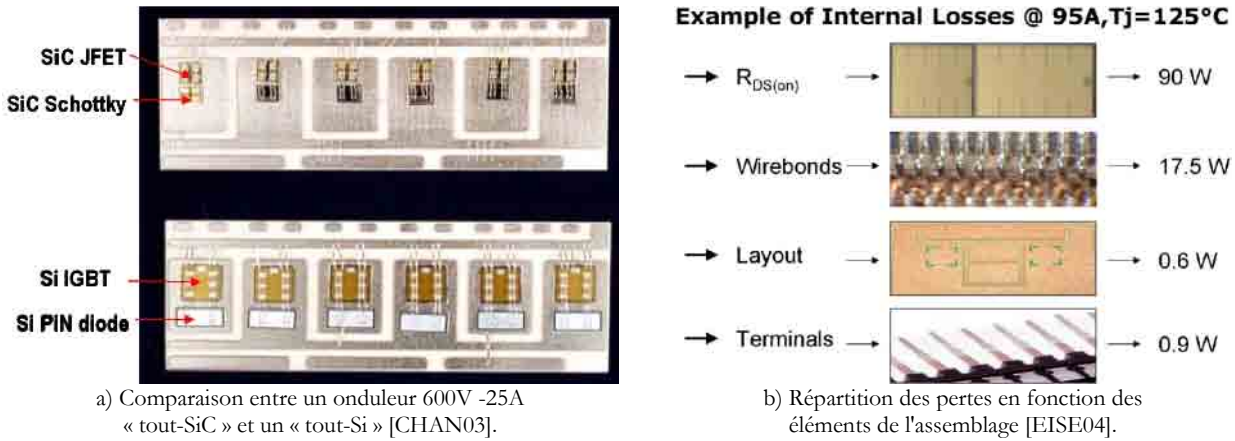 SiC JFET
SiC Schottky
Si IGBT
Si PIN diode
a) Comparaison entre un onduleur 600V -25A
« tout-SiC » et un « tout-Si » [CHAN03].
Example of Internal Losses @ 95A,Tj=125°C
R_DS(on)
90 W
Wirebonds
17.5 W
Layout
0.6 W
Terminals
0.9 W
b) Répartition des pertes en fonction des
éléments de l'assemblage [EISE04].